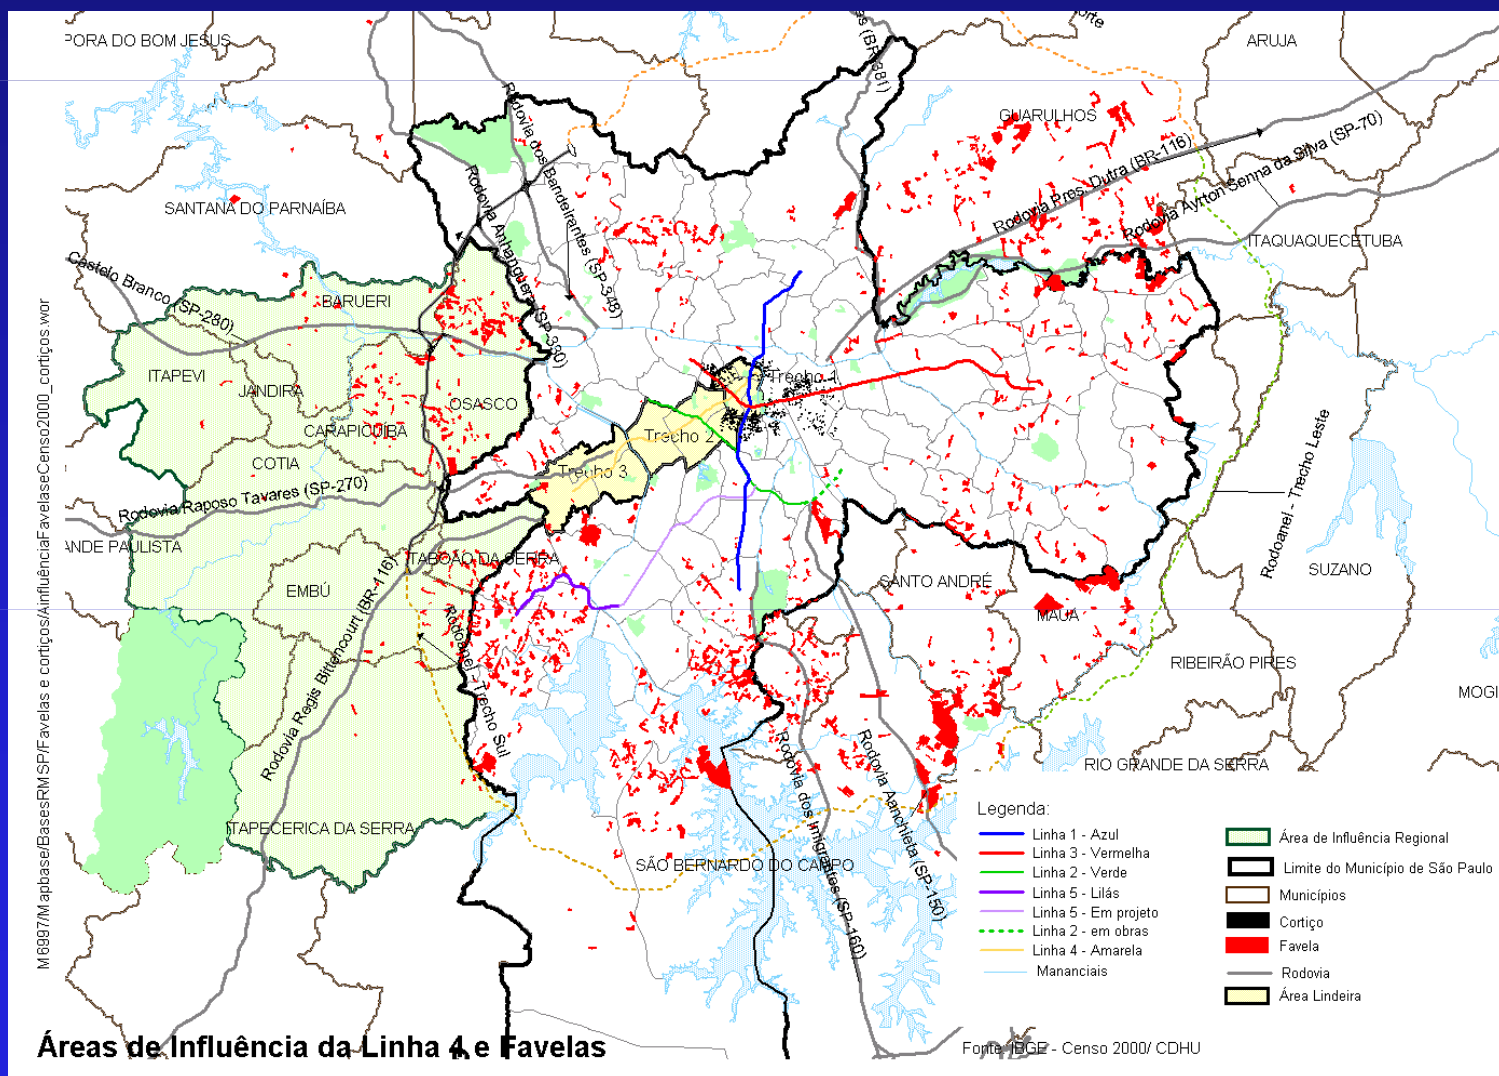 PORA DO BOM JESUS
orte
ARUJA
as (BR-381)
GUARULHOS
Rodovia dos Bandeirantes (SP-348)
Rodovia Anhanguera (SP-330)
Rodovia Pres. Dutra (BR-116)
Rodovia Ayrton Senna da Silva (SP-70)
SANTANA DO PARNAÍBA
ITAQUAQUECETUBA
Castelo Branco (SP-280)
BARUERI
ITAPEVI
JANDIRA
OSASCO
CARAPICUÍBA
COTIA
Trecho 1
Trecho 2
Trecho 3
Rodovia Raposo Tavares (SP-270)
Rodoanel - Trecho Leste
ANDE PAULISTA
TABOÃO DA SERRA
EMBÚ
SANTO ANDRÉ
SUZANO
MAUÁ
Rodovia Regis Bittencourt (BR-116)
Rodoanel - Trecho Sul
RIBEIRÃO PIRES
MOGI
Rodovia dos Imigrantes (SP-160)
Rodovia Aanchieta (SP-150)
RIO GRANDE DA SERRA
ITAPECERICA DA SERRA
SÃO BERNARDO DO CAMPO
Legenda:
Linha 1 - Azul
Linha 3 - Vermelha
Linha 2 - Verde
Linha 5 - Lilás
Linha 5 - Em projeto
Linha 2 - em obras
Linha 4 - Amarela
Mananciais
Área de Influência Regional
Limite do Município de São Paulo
Municípios
Cortiço
Favela
Rodovia
Área Lindeira
M6997/Mapbase/BasesRMSP/Favelas e cortiços/AinfluênciaFavelaseCenso2000_cortiços.wor
Áreas de Influência da Linha 4 e Favelas
Fonte: IBGE - Censo 2000/ CDHU